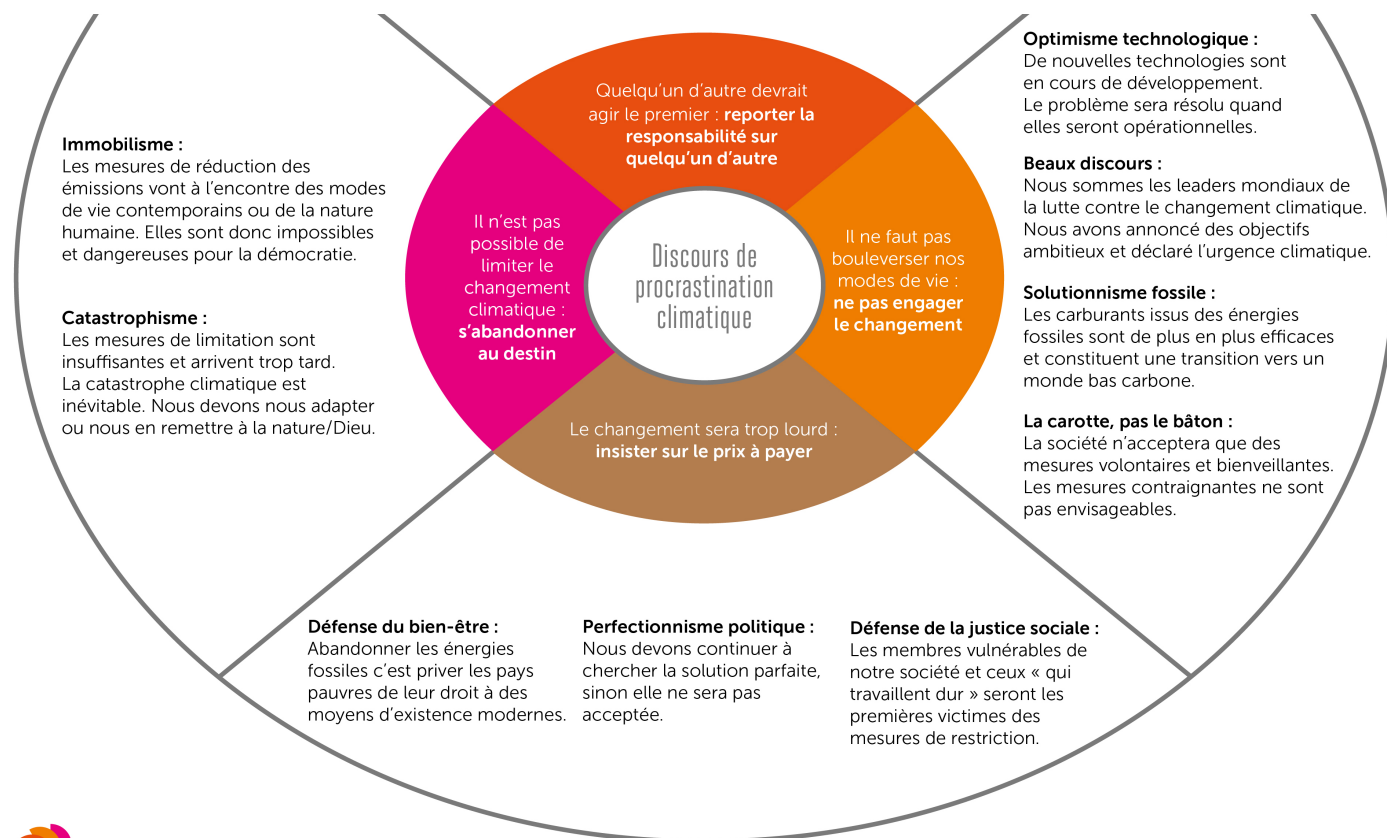 Discours de
procrastination
climatique
Quelqu'un d'autre devrait
agir le premier : reporter la
responsabilité sur
quelqu'un d'autre
Il ne faut pas
bouleverser nos
modes de vie :
ne pas engager
le changement
Le changement sera trop lourd :
insister sur le prix à payer
Il n'est pas
possible de
limiter le
changement
climatique :
s'abandonner
au destin
Optimisme technologique :
De nouvelles technologies sont
en cours de développement.
Le problème sera résolu quand
elles seront opérationnelles.
Beaux discours :
Nous sommes les leaders mondiaux de
la lutte contre le changement climatique.
Nous avons annoncé des objectifs
ambitieux et déclaré l'urgence climatique.
Solutionnisme fossile :
Les carburants issus des énergies
fossiles sont de plus en plus efficaces
et constituent une transition vers un
monde bas carbone.
La carotte, pas le bâton :
La société n'acceptera que des
mesures volontaires et bienveillantes.
Les mesures contraignantes ne sont
pas envisageables.
Défense de la justice sociale :
Les membres vulnérables de
notre société et ceux « qui
travaillent dur » seront les
premières victimes des
mesures de restriction.
Perfectionnisme politique :
Nous devons continuer à
chercher la solution parfaite,
sinon elle ne sera pas
acceptée.
Défense du bien-être :
Abandonner les énergies
fossiles c'est priver les pays
pauvres de leur droit à des
moyens d'existence modernes.
Immobilisme :
Les mesures de réduction des
émissions vont à l'encontre des modes
de vie contemporains ou de la nature
humaine. Elles sont donc impossibles
et dangereuses pour la démocratie.
Catastrophisme :
Les mesures de limitation sont
insuffisantes et arrivent trop tard.
La catastrophe climatique est
inévitable. Nous devons nous adapter
ou nous en remettre à la nature/Dieu.